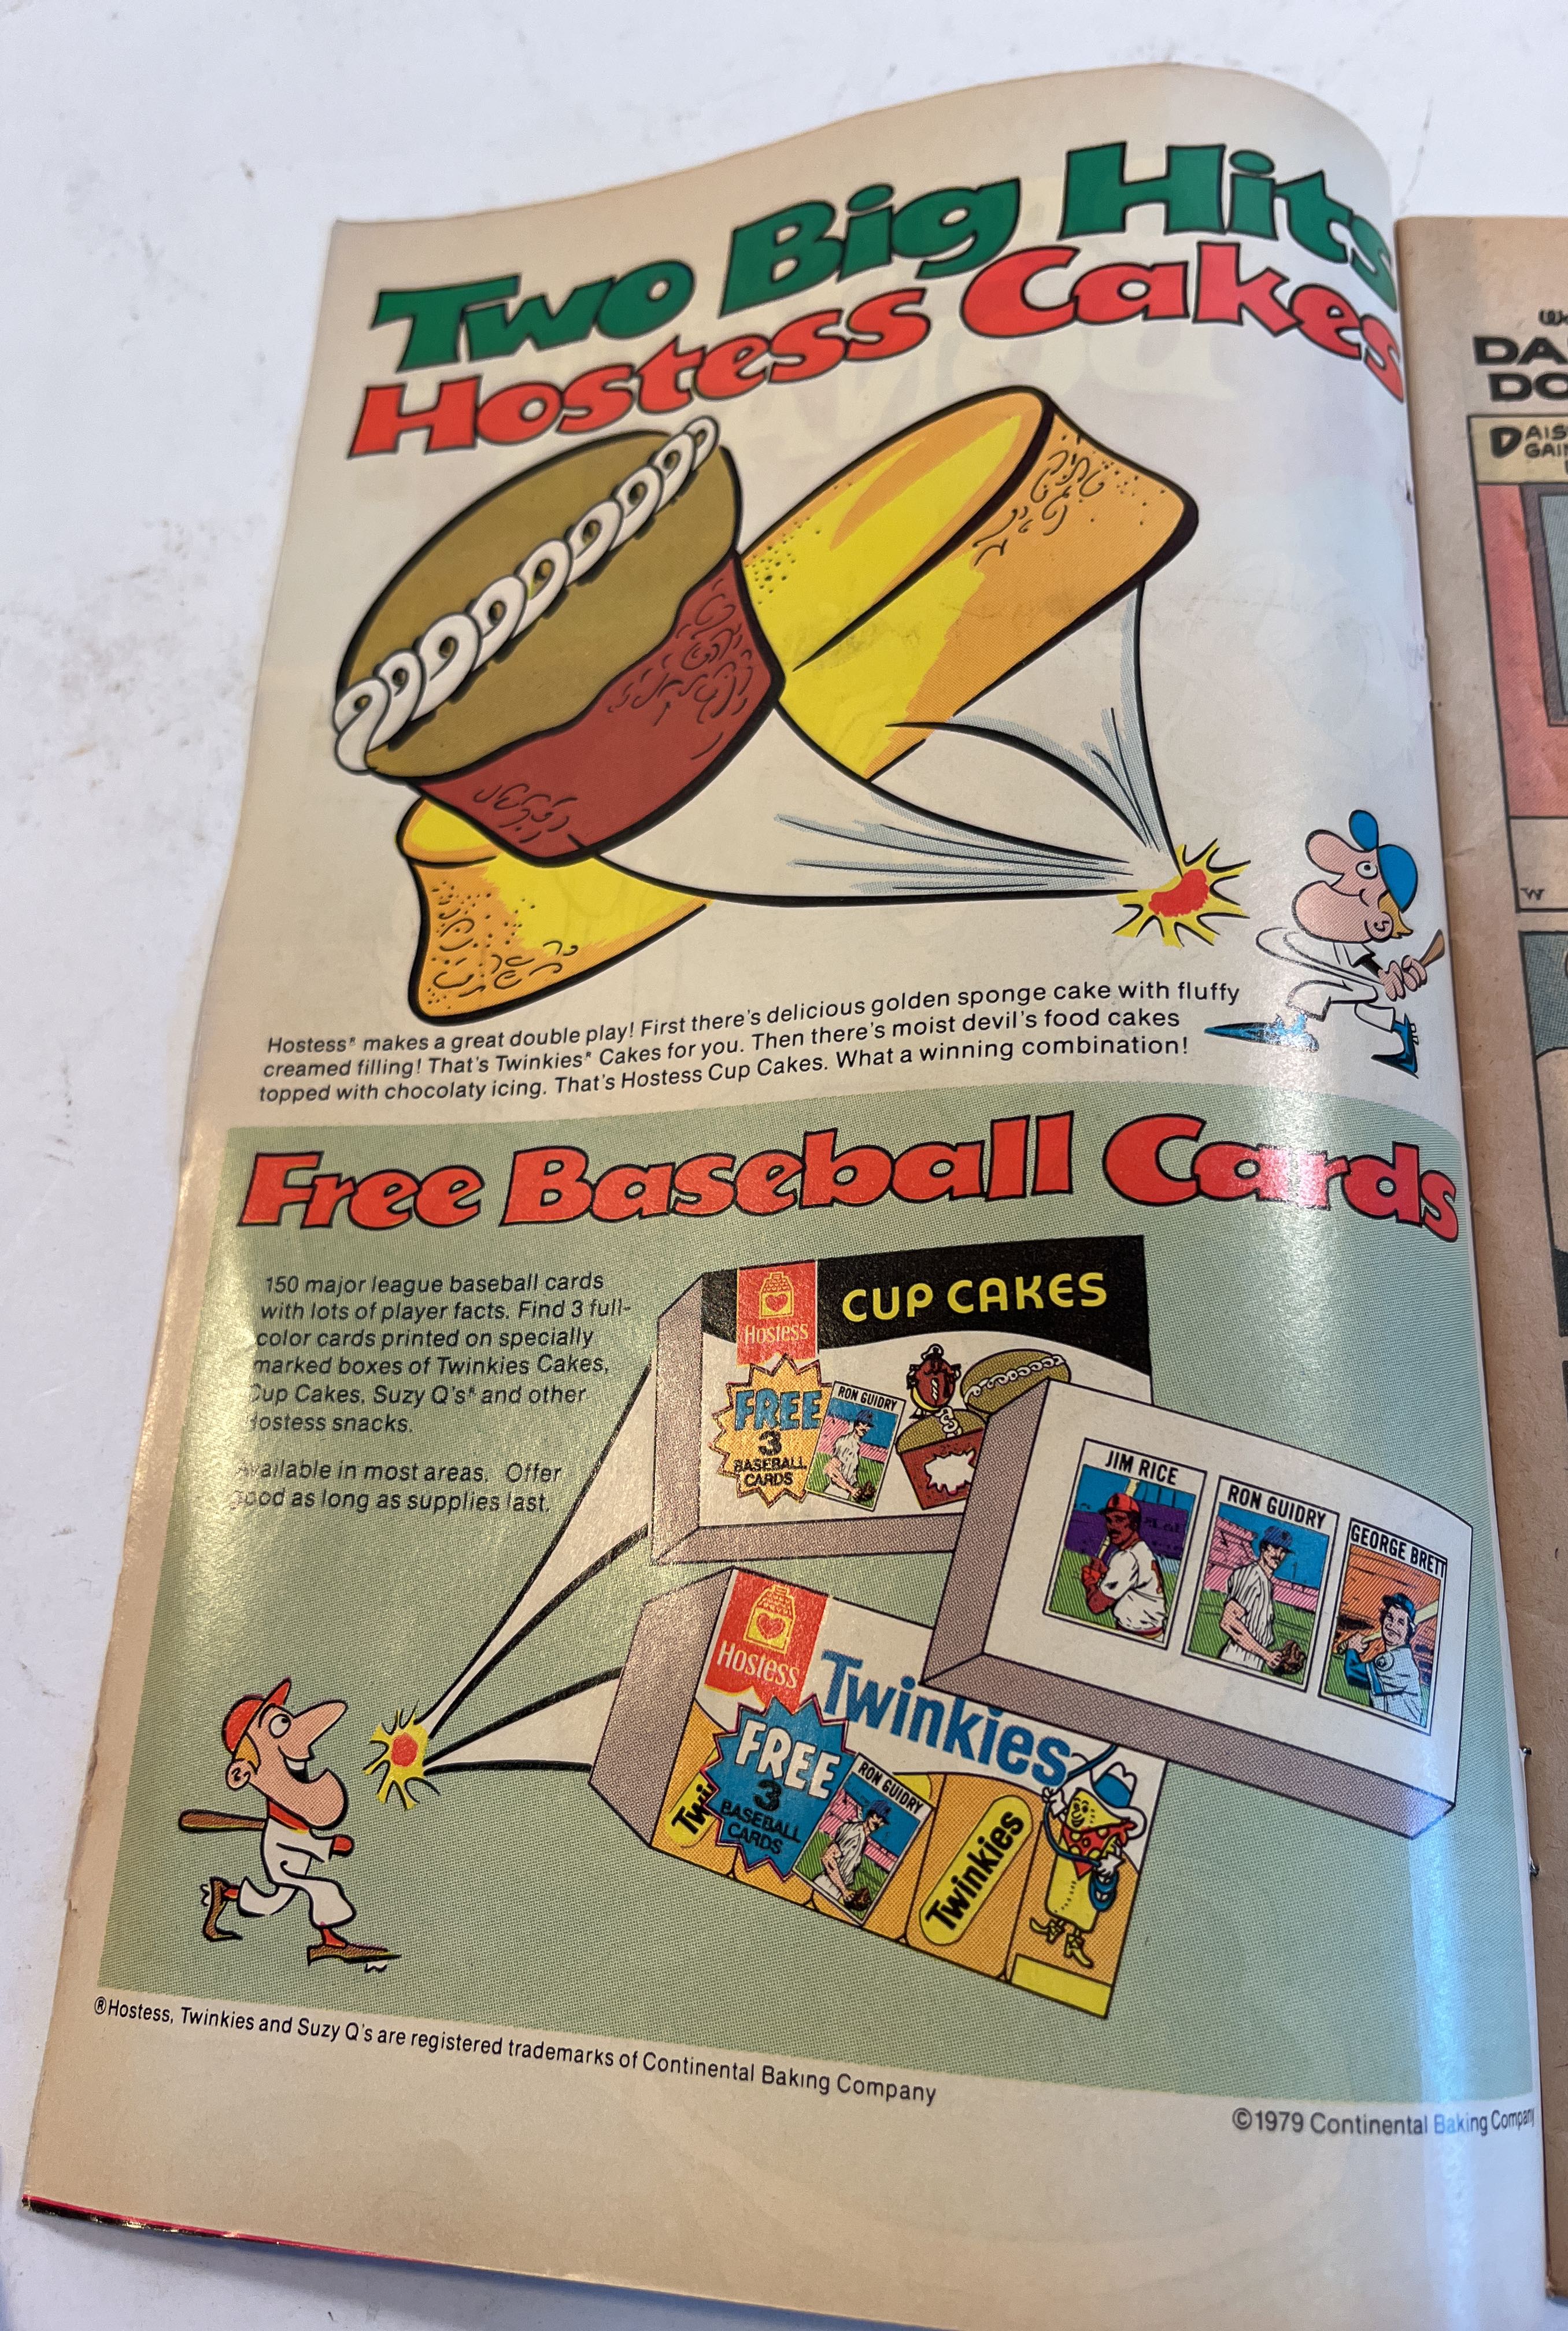 Two Big Hits
Hostess Cakes
Hostess* makes a great double play! First there's delicious golden sponge cake with fluffy
creamed filling! That's Twinkies* Cakes for you. Then there's moist devil's food cakes
topped with chocolaty icing. That's Hostess Cup Cakes. What a winning combination!
Free Baseball Cards
150 major league baseball cards
with lots of player facts. Find 3 full-
color cards printed on specially
marked boxes of Twinkies Cakes,
Cup Cakes, Suzy Q's* and other
Hostess snacks.
Available in most areas. Offer
good as long as supplies last.
Hostess
CUP CAKES
FREE
3
BASEBALL
CARDS
RON GUIDRY
JIM RICE
RON GUIDRY
GEORGE BRETT
Hostess
Twinkies
Twi
FREE
3
BASEBALL
CARDS
RON GUIDRY
Twinkies
®Hostess, Twinkies and Suzy Q's are registered trademarks of Continental Baking Company
©1979 Continental Baking Company
DA
DO
DAIS
GAI
W